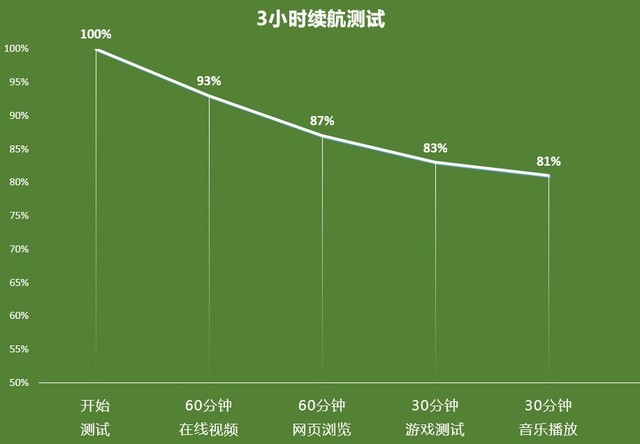 3小时续航测试
100%
95%
90%
85%
80%
75%
70%
65%
60%
55%
50%
100%
93%
87%
83%
81%
开始
测试
60分钟
在线视频
60分钟
网页浏览
30分钟
游戏测试
30分钟
音乐播放